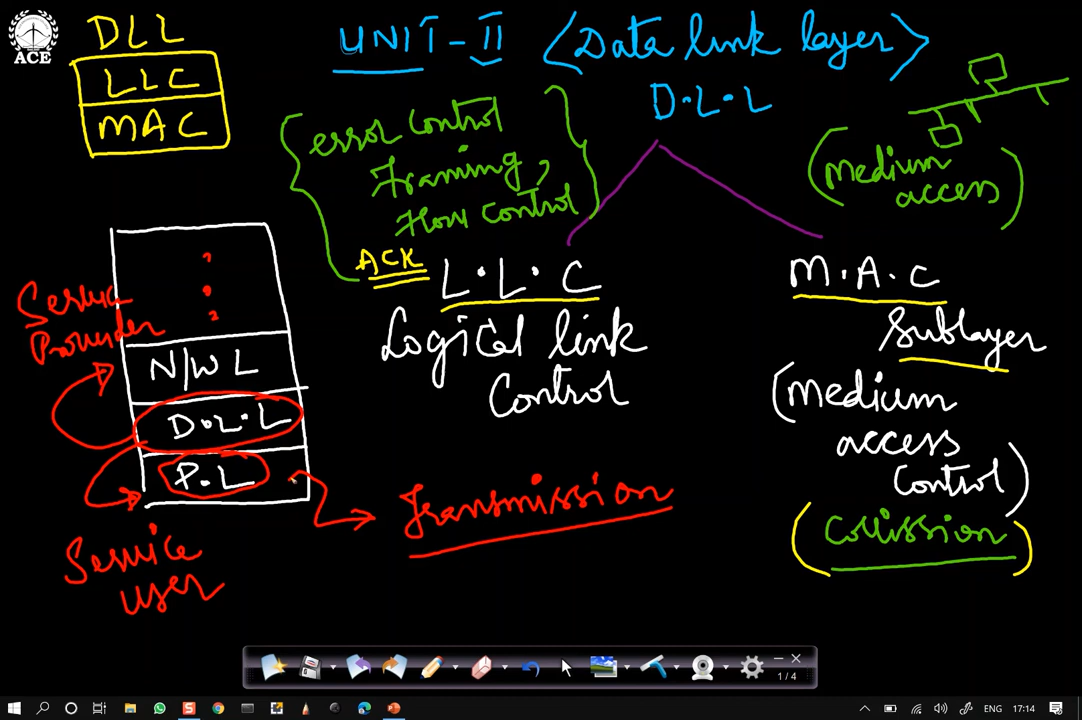 ACE
DLL
LLC
MAC
UNIT-II (Data link layer)
D.L.L
error control
Framing,
Flow control
ACK
(Medium
access)
L.L.C
Logical link
Control
M.A.C
Sublayer
(Medium
access
Control)
(Collission)
Service
Provider
N/W L
D.L.L
P.L
Transmission
Service
user
1/4
ENG
17:14